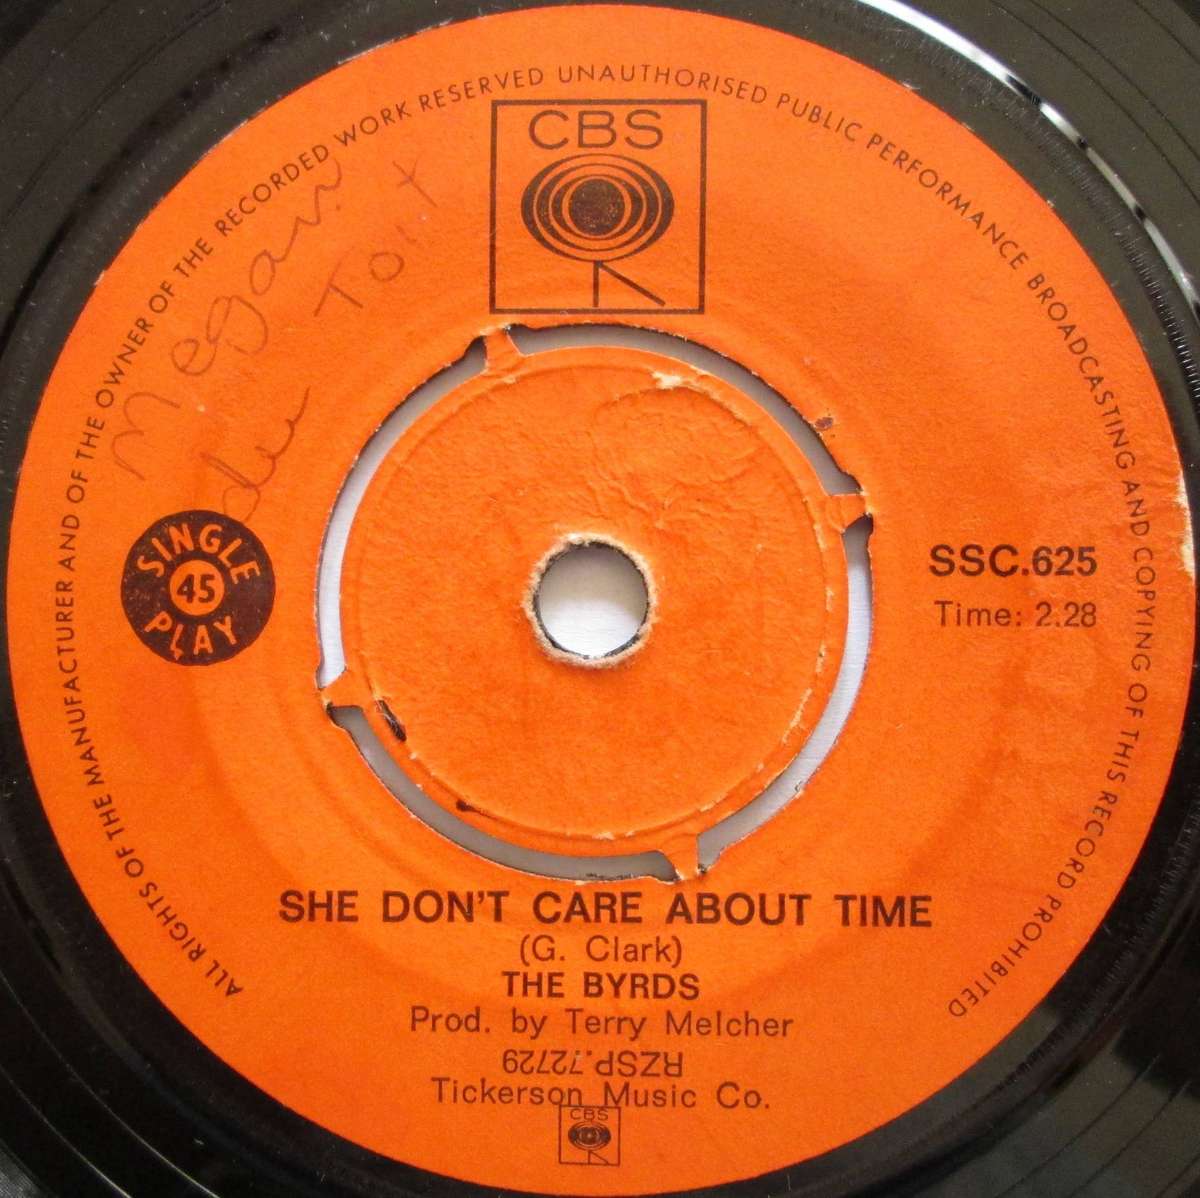 ALL RIGHTS OF THE MANUFACTURER AND OF THE OWNER OF THE RECORDED WORK RESERVED UNAUTHORISED PUBLIC PERFORMANCE BROADCASTING AND COPYING OF THIS RECORD PROHIBITED
CBS
Megan
du Toit
SINGLE
45
PLAY
SSC.625
Time: 2.28
SHE DON'T CARE ABOUT TIME
(G. Clark)
THE BYRDS
Prod. by Terry Melcher
RZSP.72729
Tickerson Music Co.
CBS